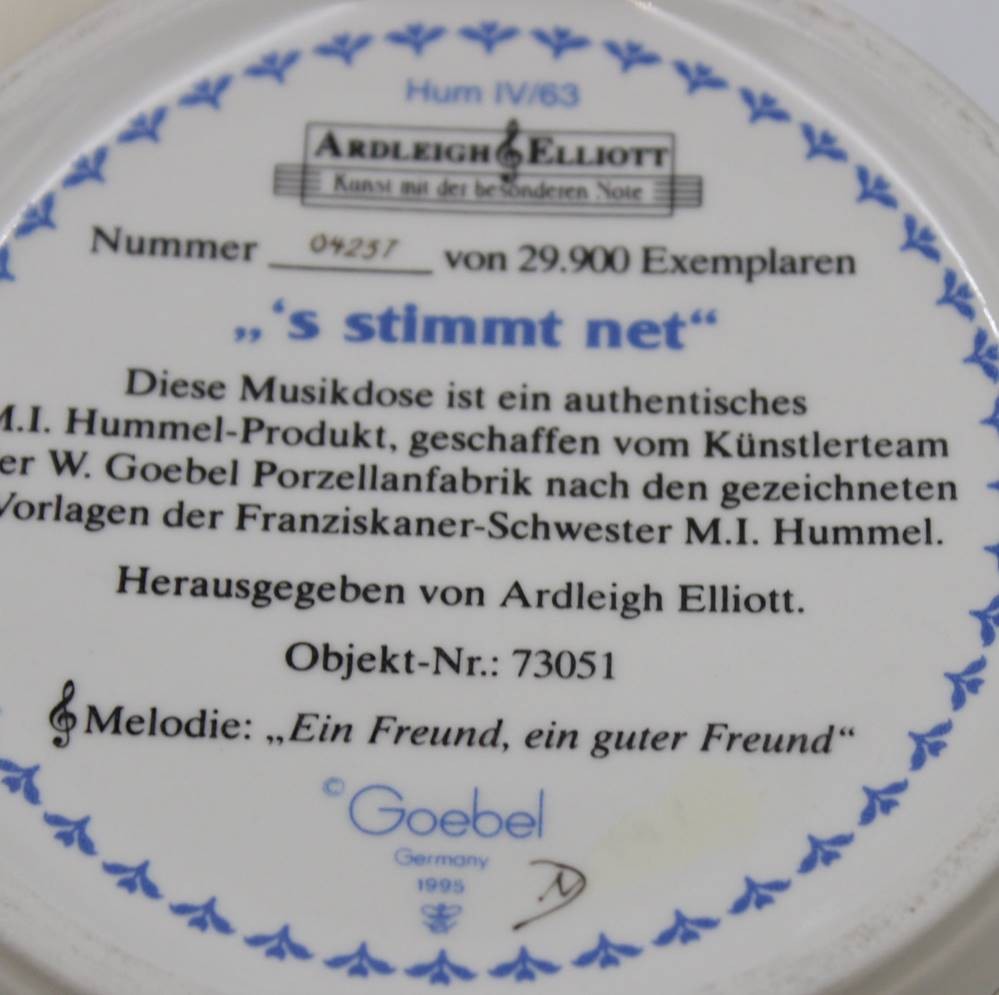 Hum IV/63
ARDLEIGH ELLIOTT
Kunst mit der besonderen Note
Nummer 04257 von 29.900 Exemplaren
„'s stimmt net“
Diese Musikdose ist ein authentisches
M.I. Hummel-Produkt, geschaffen vom Künstlerteam
er W. Goebel Porzellanfabrik nach den gezeichneten
Vorlagen der Franziskaner-Schwester M.I. Hummel.
Herausgegeben von Ardleigh Elliott.
Objekt-Nr.: 73051
Melodie: „Ein Freund, ein guter Freund“
©Goebel
Germany
1995